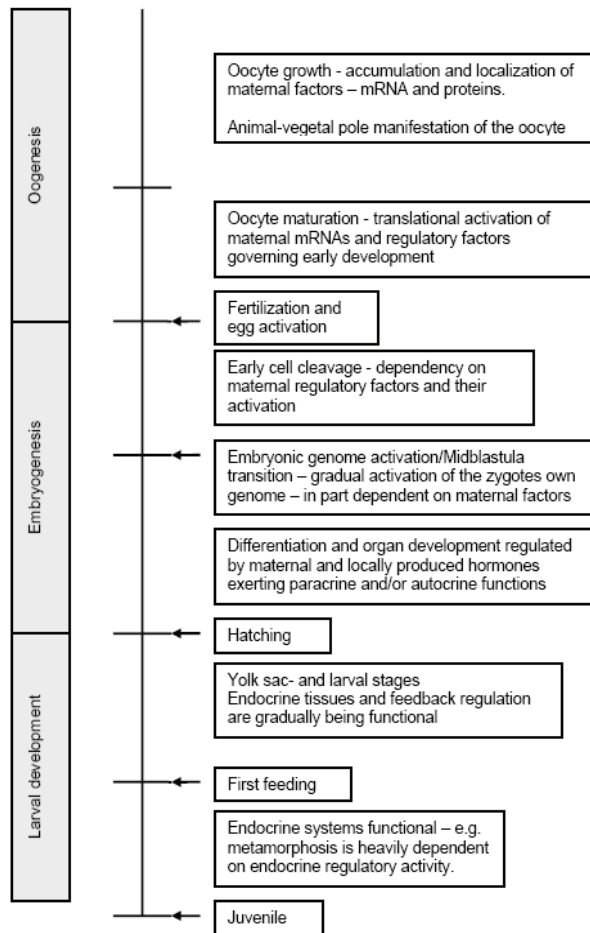 Oogenesis
Oocyte growth - accumulation and localization of
maternal factors – mRNA and proteins.
Animal-vegetal pole manifestation of the oocyte
Oocyte maturation - translational activation of
maternal mRNAs and regulatory factors
governing early development
Fertilization and
egg activation
Embryogenesis
Early cell cleavage - dependency on
maternal regulatory factors and their
activation
Embryonic genome activation/Midblastula
transition – gradual activation of the zygotes own
genome – in part dependent on maternal factors
Differentiation and organ development regulated
by maternal and locally produced hormones
exerting paracrine and/or autocrine functions
Hatching
Larval development
Yolk sac- and larval stages
Endocrine tissues and feedback regulation
are gradually being functional
First feeding
Endocrine systems functional – e.g.
metamorphosis is heavily dependent
on endocrine regulatory activity.
Juvenile